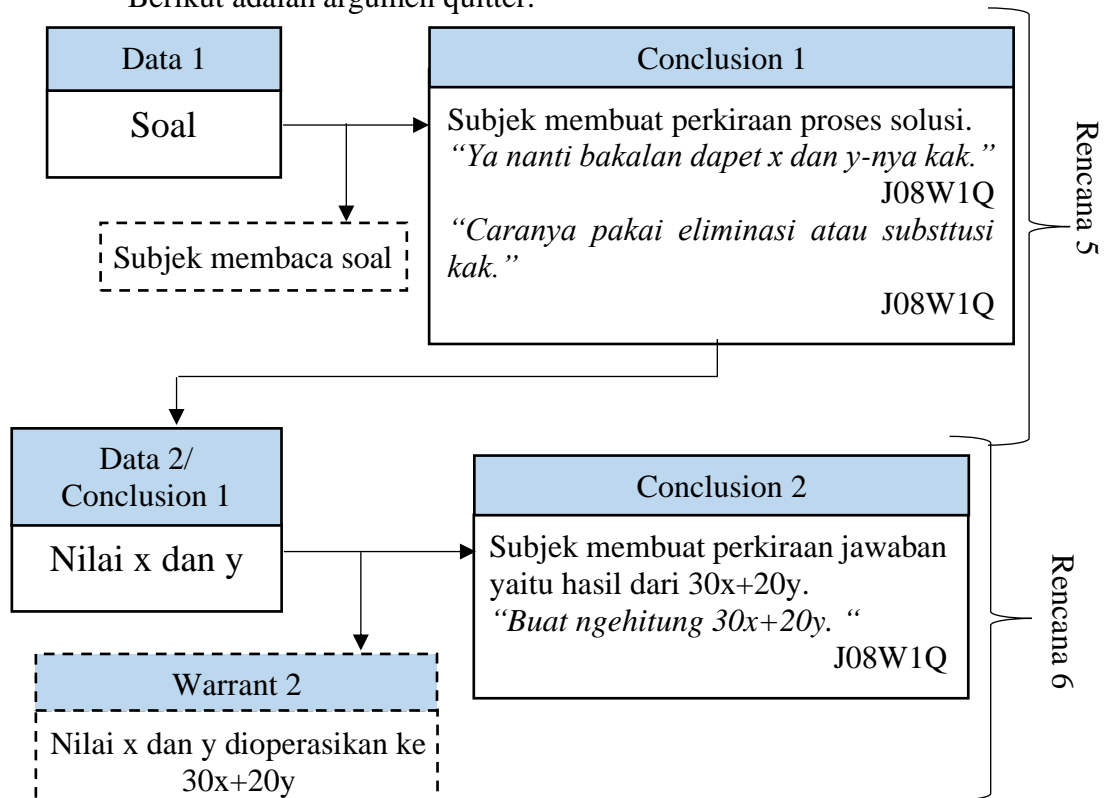 Berikut adalah argumen quitter.
Data 1
Soal
Subjek membaca soal
Conclusion 1
Subjek membuat perkiraan proses solusi.
“Ya nanti bakalan dapet x dan y-nya kak.”
J08W1Q
“Caranya pakai eliminasi atau substtusi
kak.”
J08W1Q
Rencana 5
Data 2/
Conclusion 1
Nilai x dan y
Warrant 2
Nilai x dan y dioperasikan ke
30x+20y
Conclusion 2
Subjek membuat perkiraan jawaban
yaitu hasil dari 30x+20y.
“Buat ngehitung 30x+20y. “
J08W1Q
Rencana 6